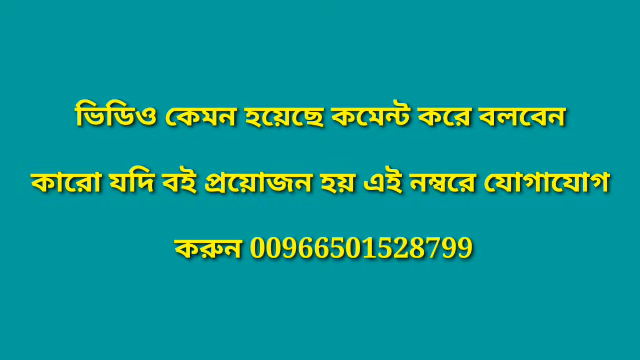 ভিডিও কেমন হয়েছে কমেন্ট করে বলবেন
কারো যদি বই প্রয়োজন হয় এই নম্বরে যোগাযোগ
করুন 00966501528799